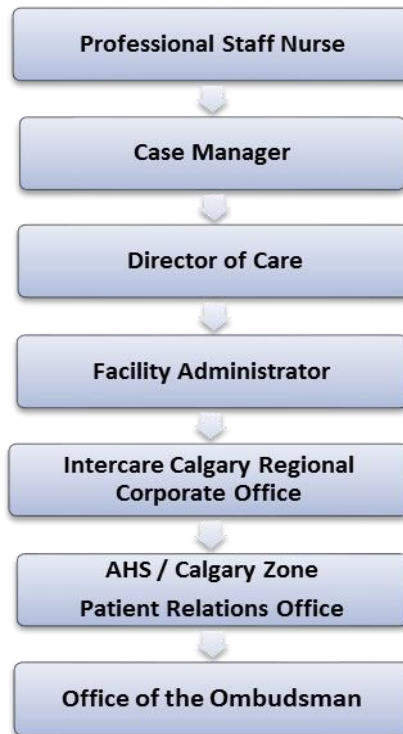 Professional Staff Nurse
Case Manager
Director of Care
Facility Administrator
Intercare Calgary Regional
Corporate Office
AHS / Calgary Zone
Patient Relations Office
Office of the Ombudsman